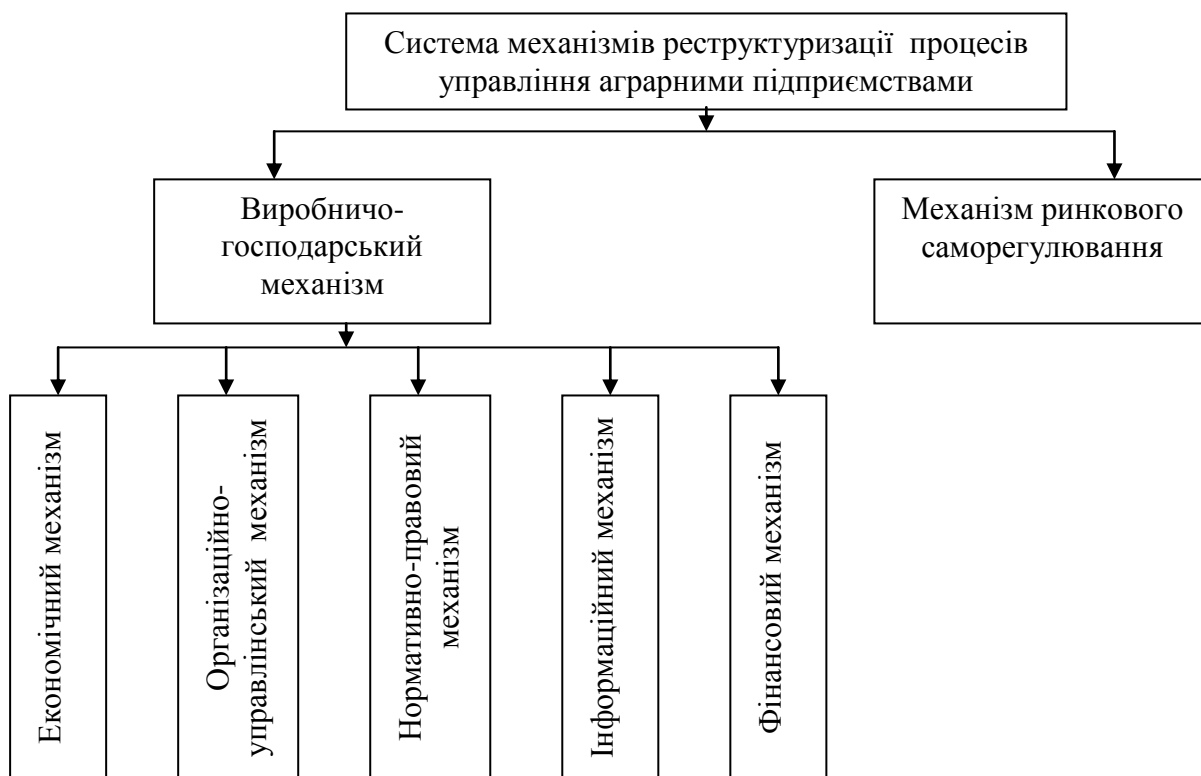 Система механізмів реструктуризації процесів
управління аграрними підприємствами
Виробничо-
господарський
механізм
Механізм ринкового
саморегулювання
Економічний механізм
Організаційно-
управлінський механізм
Нормативно-правовий
механізм
Інформаційний механізм
Фінансовий механізм